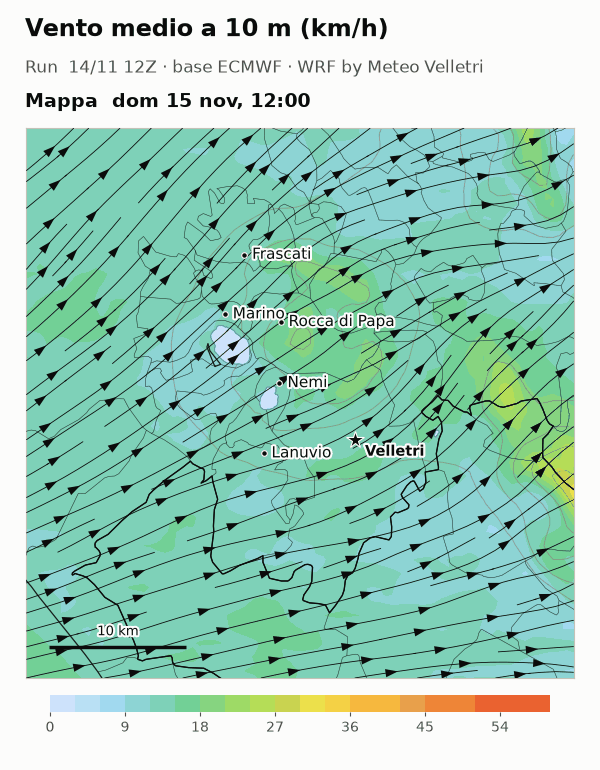 Vento medio a 10 m (km/h)
Run  14/11 12Z · base ECMWF · WRF by Meteo Velletri
Mappa  dom 15 nov, 12:00
Frascati
Marino
Rocca di Papa
Nemi
Velletri
Lanuvio
10 km
0 9 18 27 36 45 54